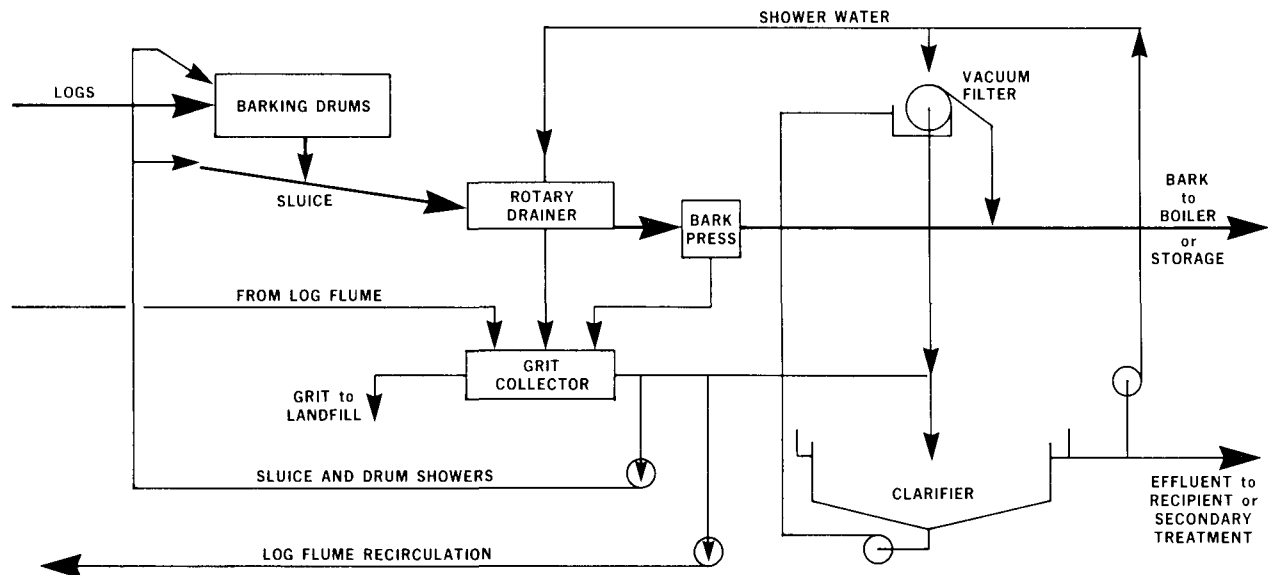 SHOWER WATER
LOGS
BARKING DRUMS
VACUUM
FILTER
SLUICE
ROTARY
DRAINER
BARK
PRESS
BARK
to
BOILER
or
STORAGE
FROM LOG FLUME
GRIT
COLLECTOR
GRIT to
LANDFILL
SLUICE AND DRUM SHOWERS
CLARIFIER
EFFLUENT to
RECIPIENT or
SECONDARY
TREATMENT
LOG FLUME RECIRCULATION